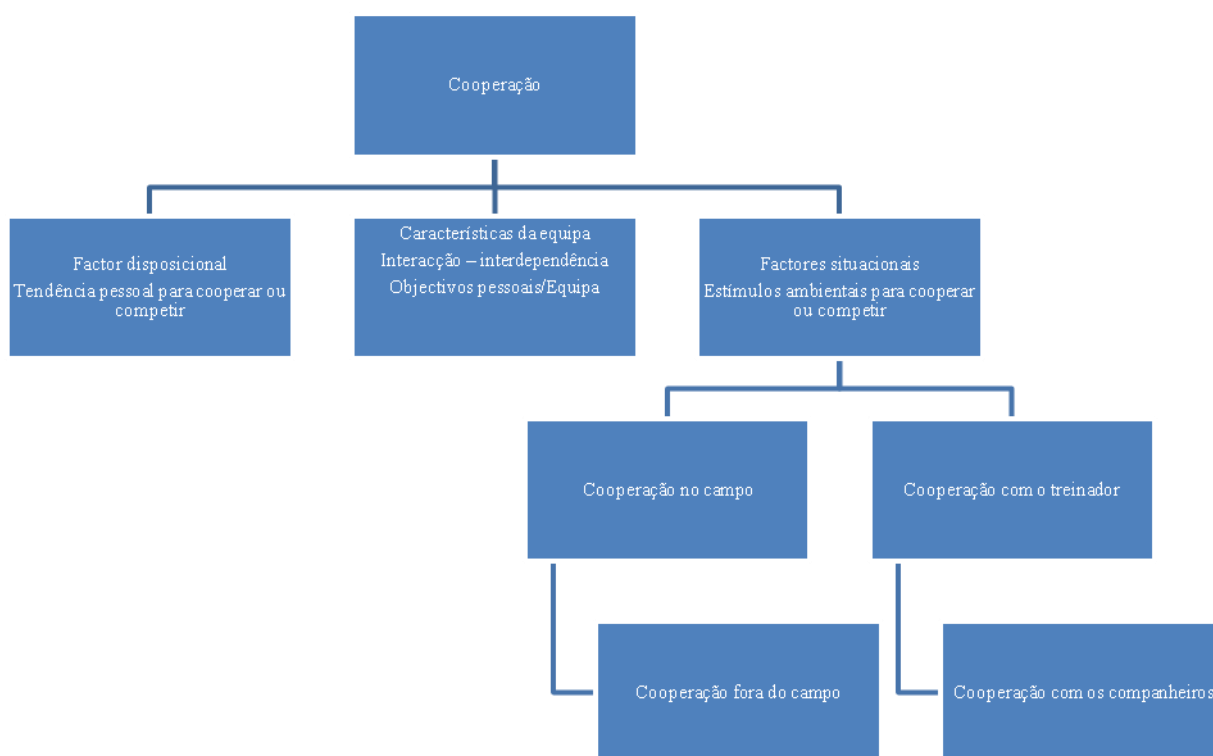 Cooperação
Factor disposicional
Tendência pessoal para cooperar ou
competir
Características da equipa
Interacção – interdependência
Objectivos pessoais/Equipa
Factores situacionais
Estímulos ambientais para cooperar
ou competir
Cooperação no campo
Cooperação com o treinador
Cooperação fora do campo
Cooperação com os companheiros